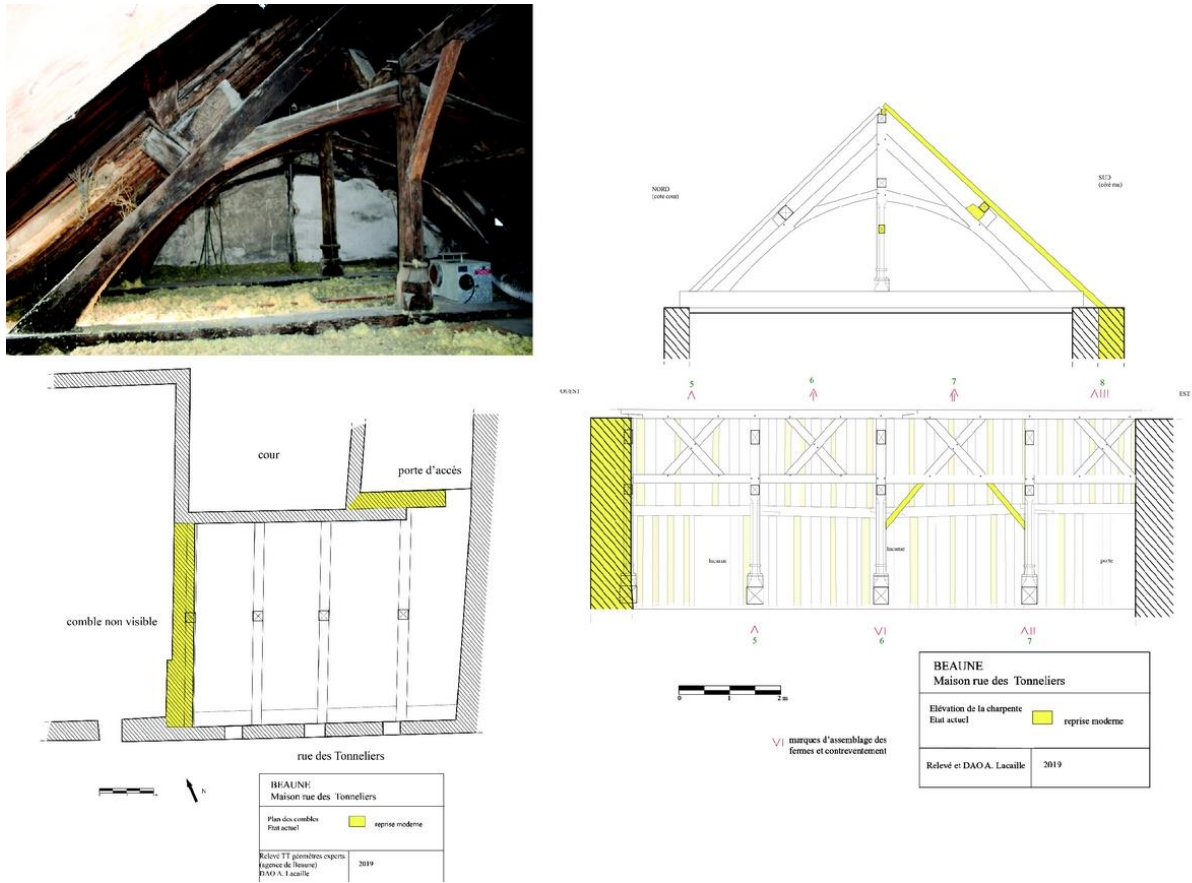 NORD
(cote cour)
SUD
(côté rue)
5
6
7
8
OUEST
EST
lucarne
lucarne
porte
5
6
7
0
1
2 m
VI marques d'assemblage des
fermes et contreventement
BEAUNE
Maison rue des Tonneliers
Elévation de la charpente
Etat actuel
reprise moderne
Relevé et DAO A. Lacaille
2019
cour
porte d'accès
comble non visible
rue des Tonneliers
N
BEAUNE
Maison rue des Tonneliers
Plan des combles
Etat actuel
reprise moderne
Relevé TT géomètres experts
(agence de Beaune)
DAO A. Lacaille
2019